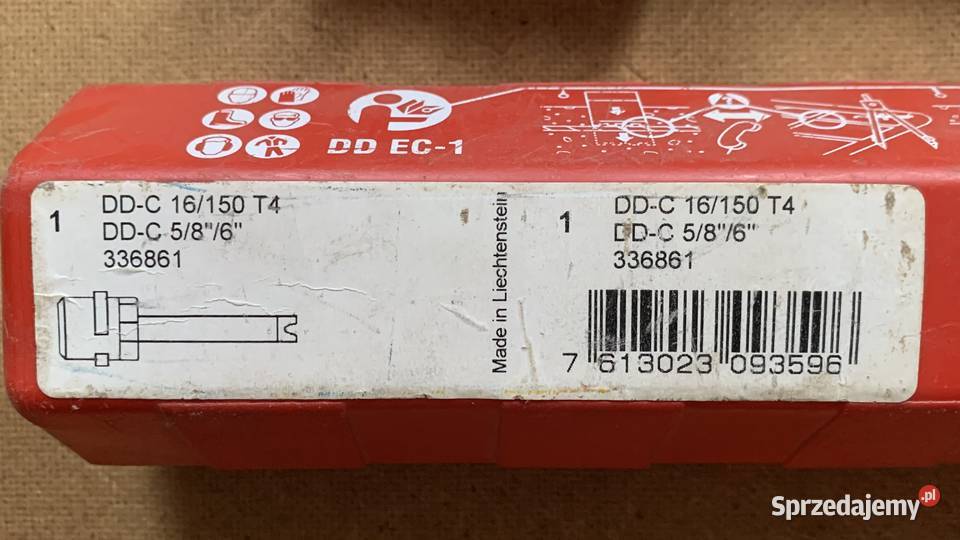 DD EC-1
1
DD-C 16/150 T4
DD-C 5/8"/6"
336861
Made in Liechtenstein
1
DD-C 16/150 T4
DD-C 5/8"/6"
336861
7 613023 093596
Sprzedajemy.pl